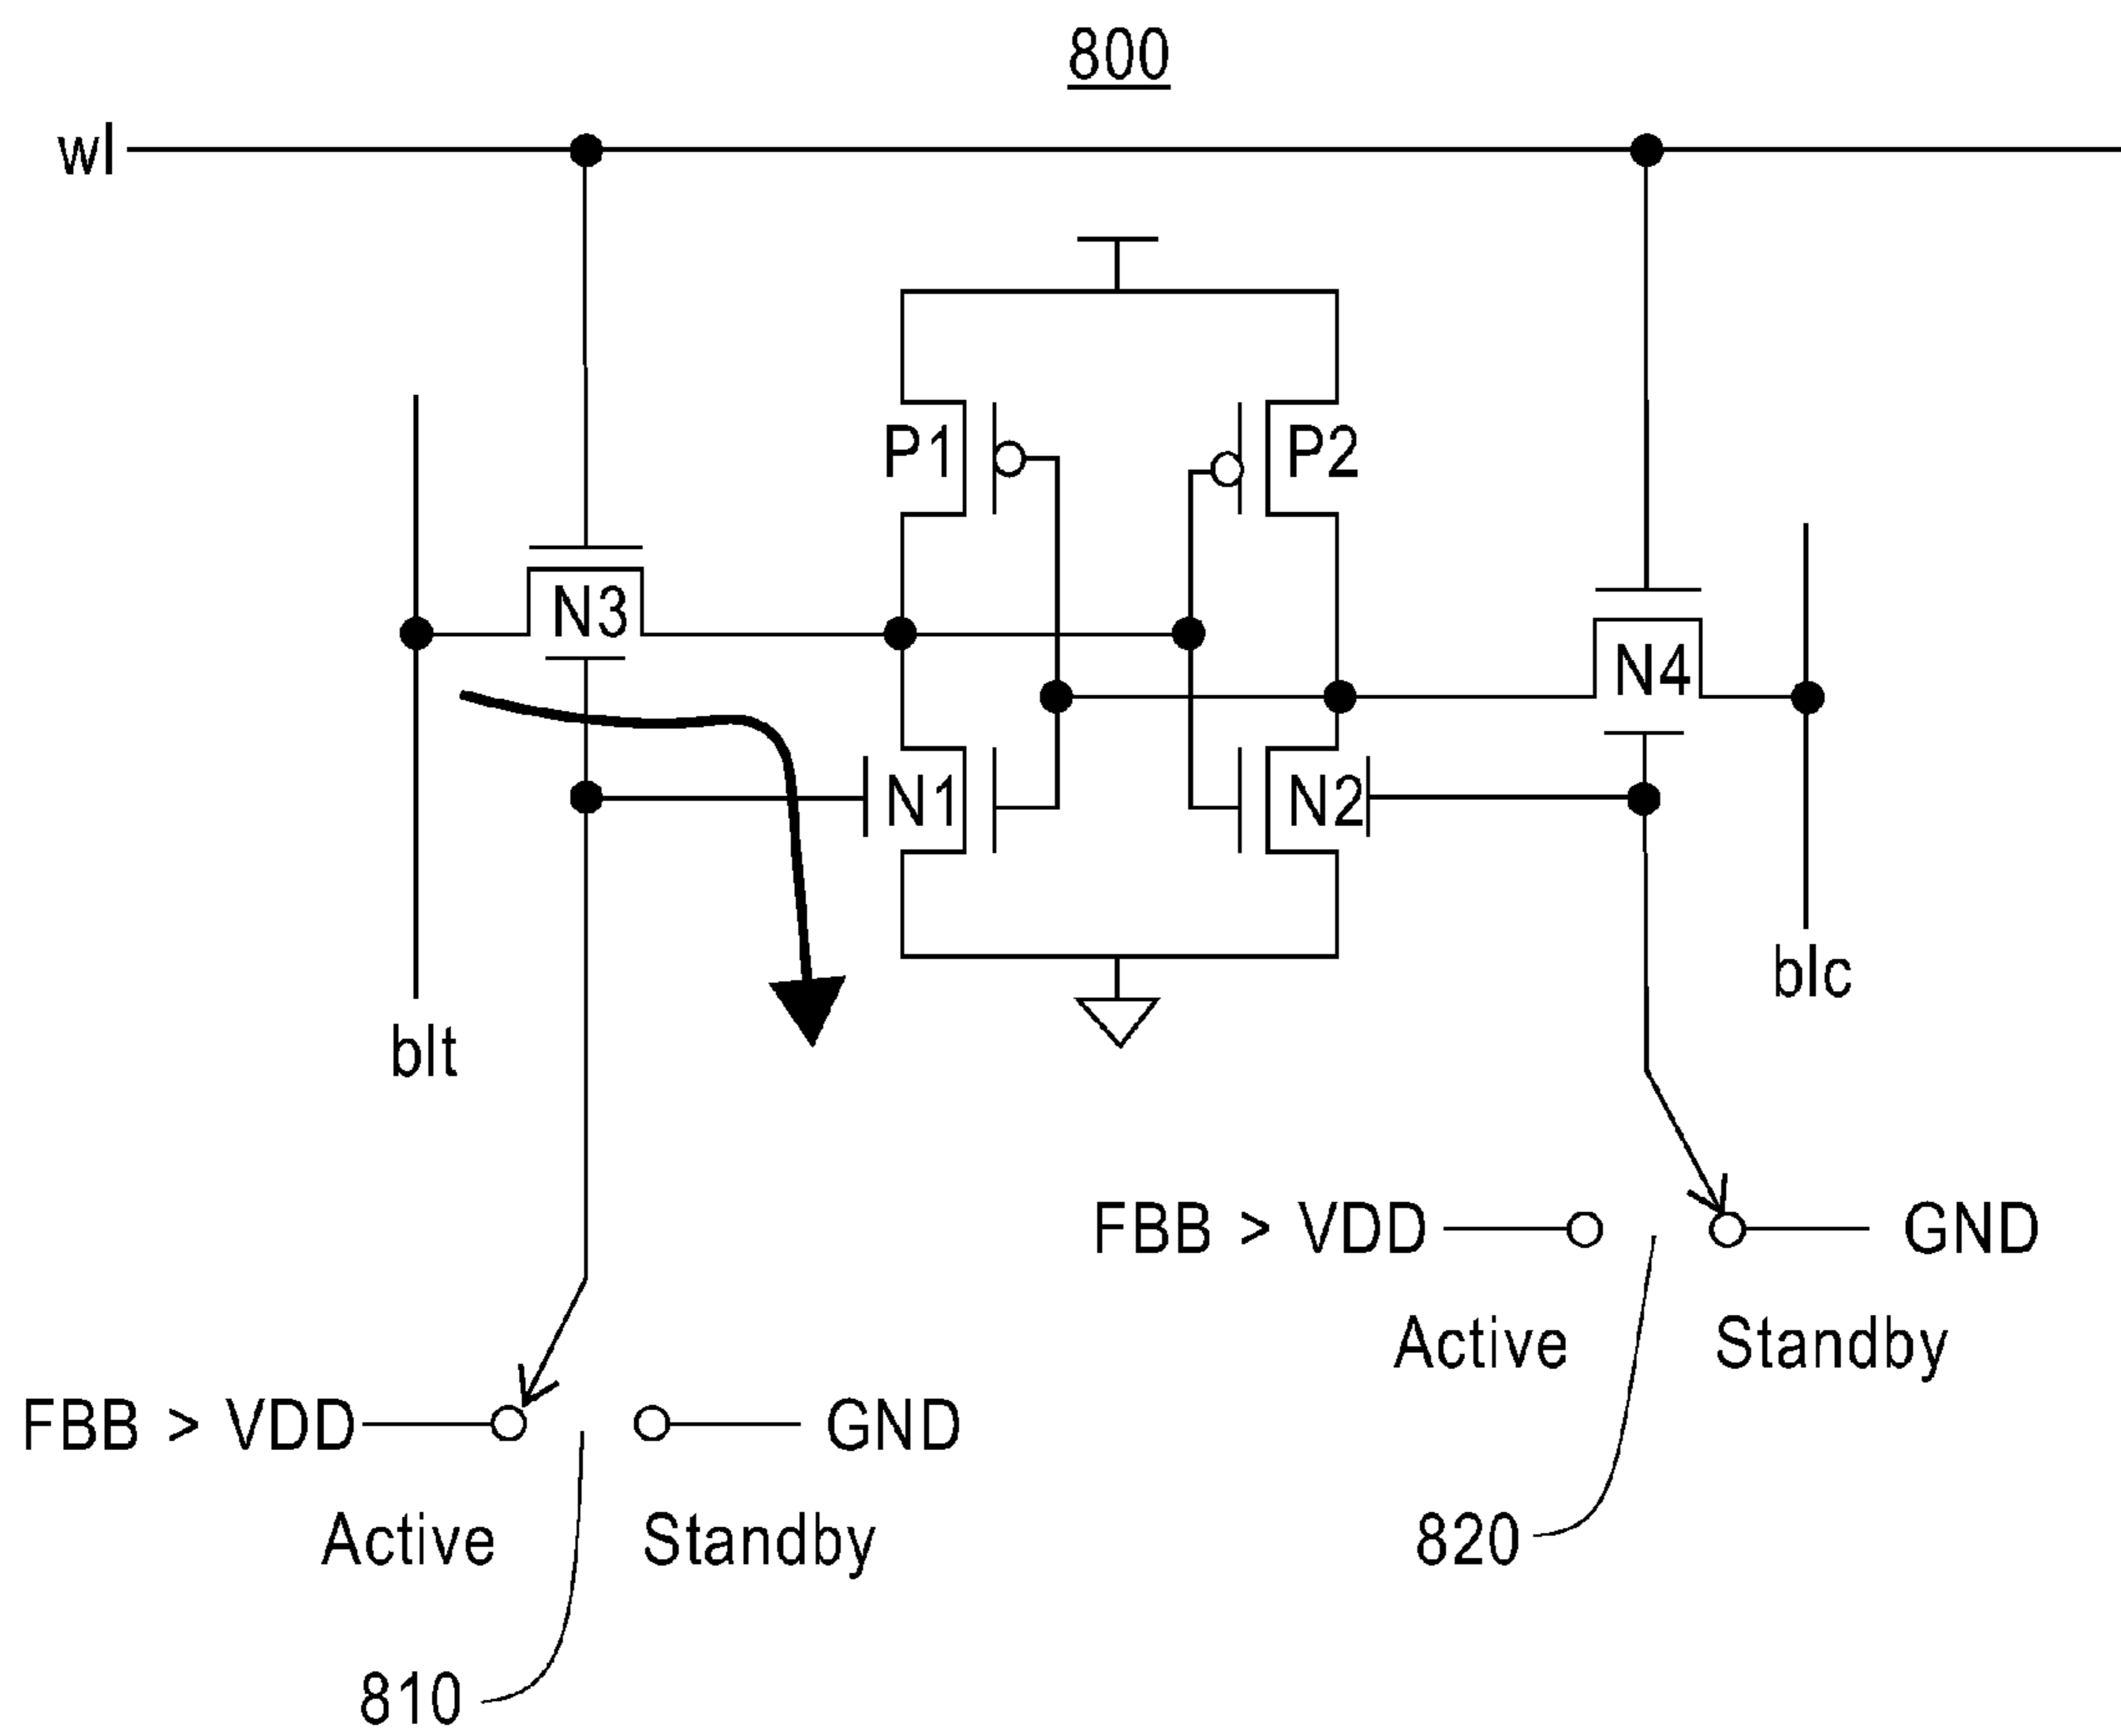 800
wl
P1
P2
N3
N4
N1
N2
blc
blt
FBB > VDD
GND
Active
Standby
FBB > VDD
GND
Active
Standby
820
810